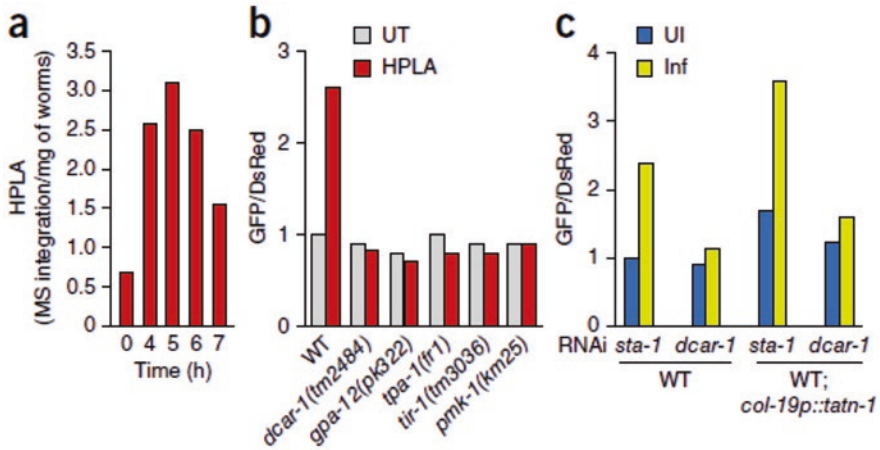 a
HPLA
(MS integration/mg of worms)
3.5
3.0
2.5
2.0
1.5
1.0
0.5
0
0 4 5 6 7
Time (h)
b
UT
HPLA
GFP/DsRed
3
2
1
0
WT
dcar-1(tm2484)
gpa-12(pk322)
tpa-1(fr1)
tir-1(tm3036)
pmk-1(km25)
c
UI
Inf
GFP/DsRed
4
3
2
1
0
RNAi sta-1 dcar-1 sta-1 dcar-1
WT WT;
col-19p::tatn-1